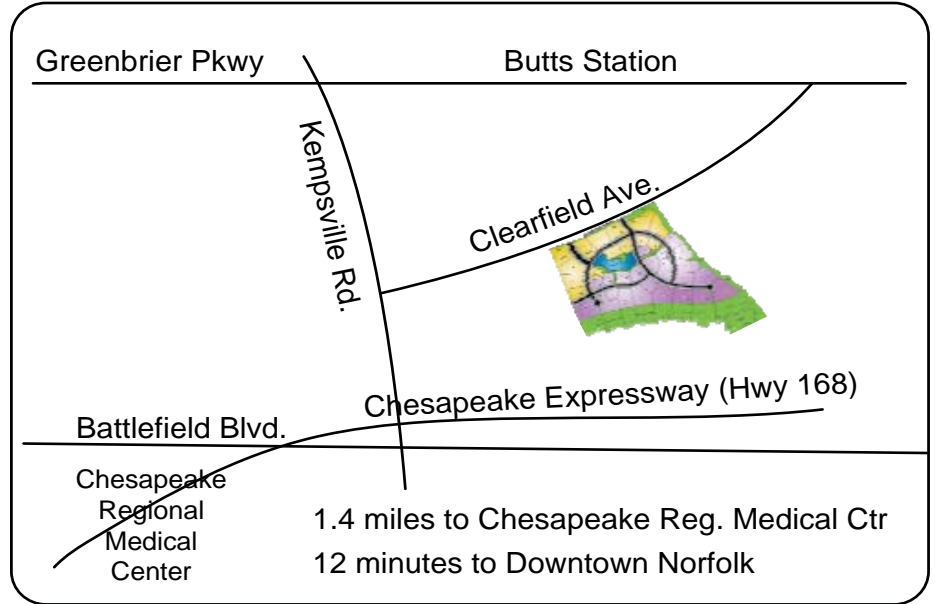 Greenbrier Pkwy
Butts Station
Kempsville Rd.
Clearfield Ave.
Chesapeake Expressway (Hwy 168)
Battlefield Blvd.
Chesapeake
Regional
Medical
Center
1.4 miles to Chesapeake Reg. Medical Ctr
12 minutes to Downtown Norfolk